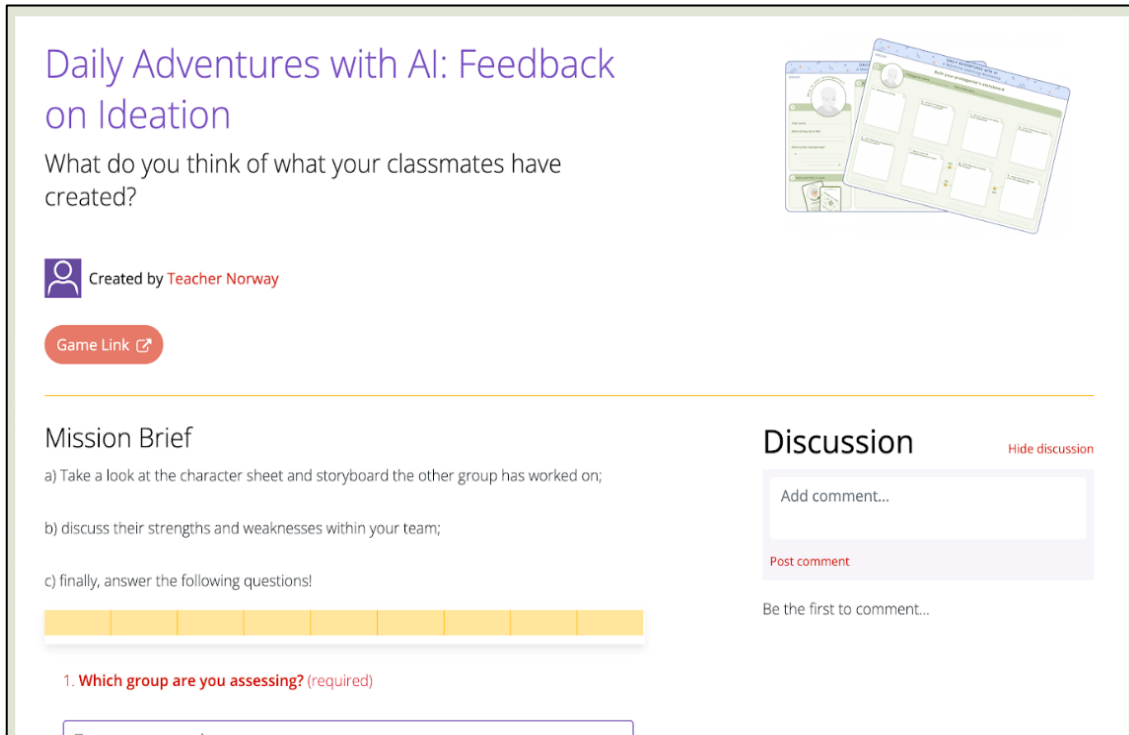 Daily Adventures with AI: Feedback
on Ideation
What do you think of what your classmates have
created?
Created by Teacher Norway
Game Link
Mission Brief
a) Take a look at the character sheet and storyboard the other group has worked on;
b) discuss their strengths and weaknesses within your team;
c) finally, answer the following questions!
1. Which group are you assessing? (required)
Discussion
Hide discussion
Add comment...
Post comment
Be the first to comment...